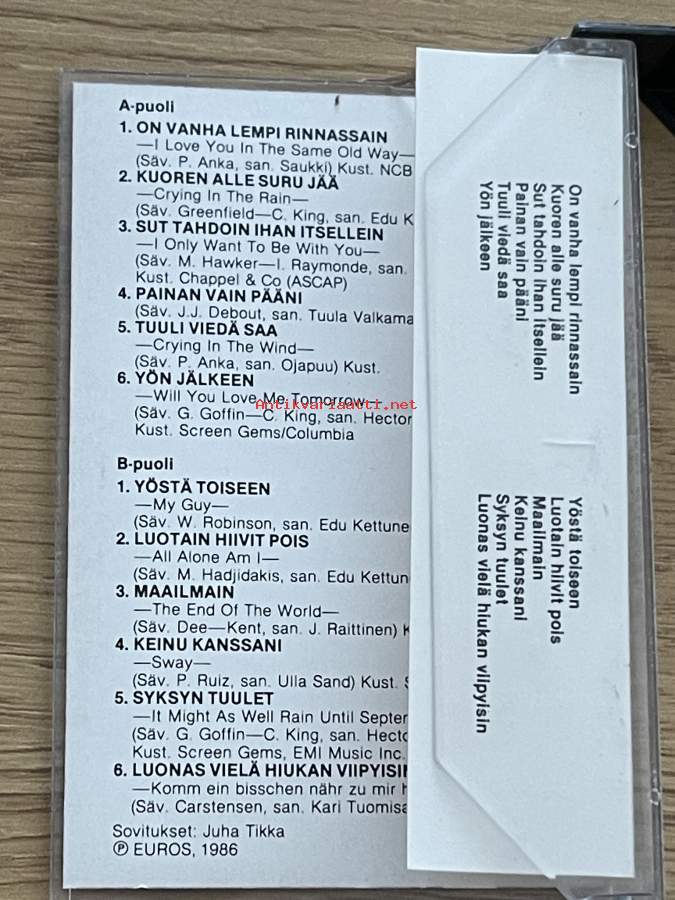 A-puoli
1. ON VANHA LEMPI RINNASSAIN
—I Love You In The Same Old Way—
(Säv. P. Anka, san. Saukki) Kust. NCB
2. KUOREN ALLE SURU JÄÄ
—Crying In The Rain—
(Säv. Greenfield—C. King, san. Edu K
3. SUT TAHDOIN IHAN ITSELLEIN
—I Only Want To Be With You—
(Säv. M. Hawker—I. Raymonde, san.
Kust. Chappel & Co (ASCAP)
4. PAINAN VAIN PÄÄNI
(Säv. J.J. Debout, san. Tuula Valkama
5. TUULI VIEDÄ SAA
—Crying In The Wind—
(Säv. P. Anka, san. Ojapuu) Kust.
6. YÖN JÄLKEEN
—Will You Love Me Tomorrow—
Antikvariaatti.net
(Säv. G. Goffin—C. King, san. Hector
Kust. Screen Gems/Columbia
B-puoli
1. YÖSTÄ TOISEEN
—My Guy—
(Säv. W. Robinson, san. Edu Kettune
2. LUOTAIN HIIVIT POIS
—All Alone Am I—
(Säv. M. Hadjidakis, san. Edu Kettun
3. MAAILMAIN
—The End Of The World—
(Säv. Dee—Kent, san. J. Raittinen) K
4. KEINU KANSSANI
—Sway—
(Säv. P. Ruiz, san. Ulla Sand) Kust. S
5. SYKSYN TUULET
—It Might As Well Rain Until Septer
(Säv. G. Goffin—C. King, san. Hecto
Kust. Screen Gems, EMI Music Inc.
6. LUONAS VIELÄ HIUKAN VIIPYISIN
—Komm ein bisschen nähr zu mir h
(Säv. Carstensen, san. Kari Tuomisa
Sovitukset: Juha Tikka
Ⓟ EUROS, 1986
On vanha lempi rinnassain
Kuoren alle suru jää
Sut tahdoin ihan itsellein
Painan vain pääni
Tuuli viedä saa
Yön jälkeen
Yöstä toiseen
Luotain hiivit pois
Maailmain
Keinu kanssani
Syksyn tuulet
Luonas vielä hiukan viipyisin